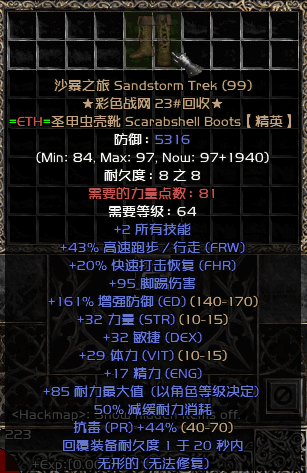 沙暴之旅 Sandstorm Trek (99)
★彩色战网 23#回收★
=ETH=圣甲虫壳靴 Scarabshell Boots【精英】
防御: 5316
(Min: 84, Max: 97, Now: 97+1940)
耐久度: 8 之 8
需要的力量点数: 81
需要等级: 64
+2 所有技能
+43% 高速跑步 / 行走 (FRW)
+20% 快速打击恢复 (FHR)
+95 脚踢伤害
+161% 增强防御 (ED) (140-170)
+32 力量 (STR) (10-15)
+32 敏捷 (DEX)
+29 体力 (VIT) (10-15)
+17 精力 (ENG)
+85 耐力最大值 (以角色等级决定)
50% 减缓耐力消耗
<Hackmap>: items off.
抗毒 (PR) +44% (40-70)
223
回覆装备耐久度 1 于 20 秒内
无形的 (无法修复)
+Exp: